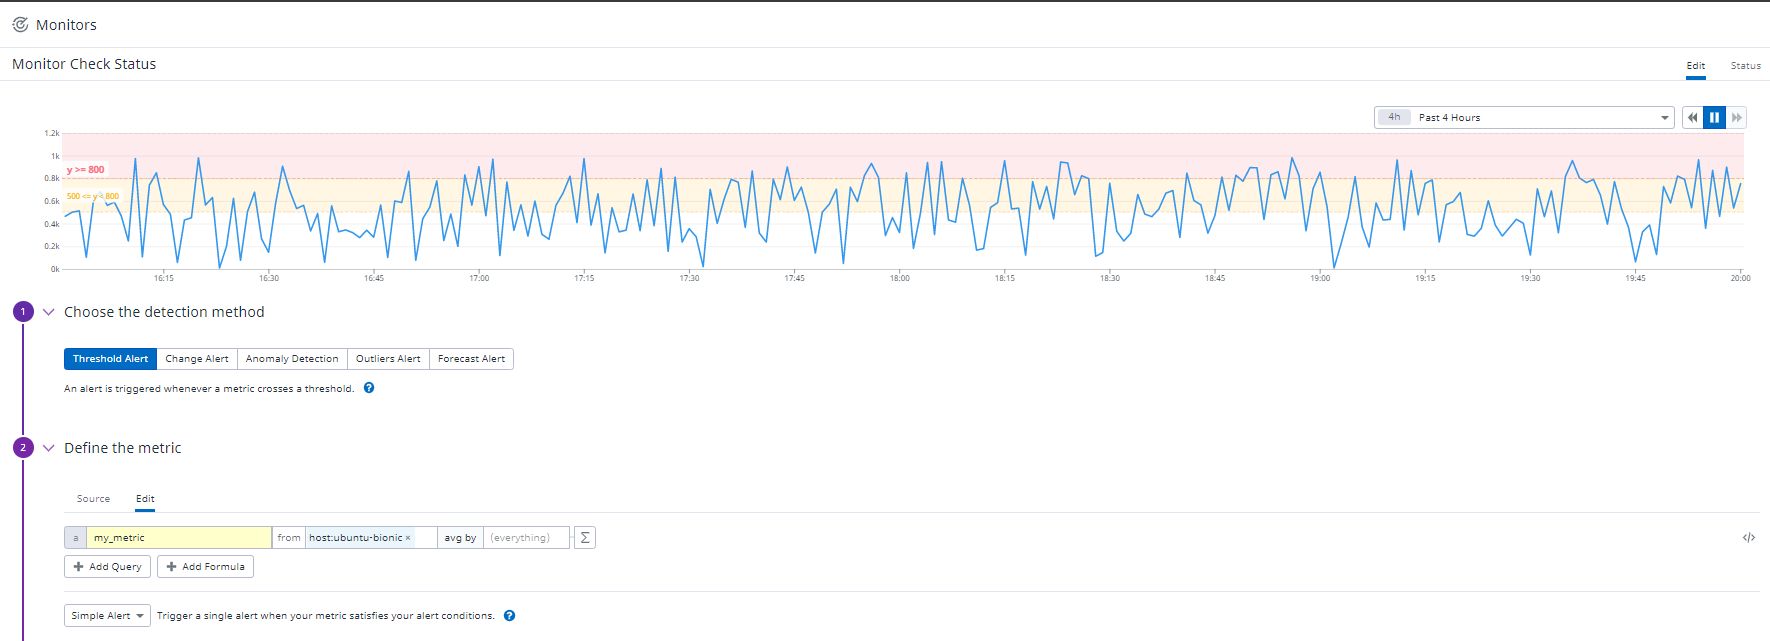 Monitors
Monitor Check Status
Edit Status
4h Past 4 Hours
1.2k
1k
y >= 800
0.8k
500 <= y < 800
0.6k
0.4k
0.2k
0k
16:15 16:30 16:45 17:00 17:15 17:30 17:45 18:00 18:15 18:30 18:45 19:00 19:15 19:30 19:45 20:00
1 Choose the detection method
Threshold Alert Change Alert Anomaly Detection Outliers Alert Forecast Alert
An alert is triggered whenever a metric crosses a threshold. ?
2 Define the metric
Source Edit
a my_metric from host:ubuntu-bionic × avg by (everything) Σ </>
+ Add Query + Add Formula
Simple Alert Trigger a single alert when your metric satisfies your alert conditions. ?